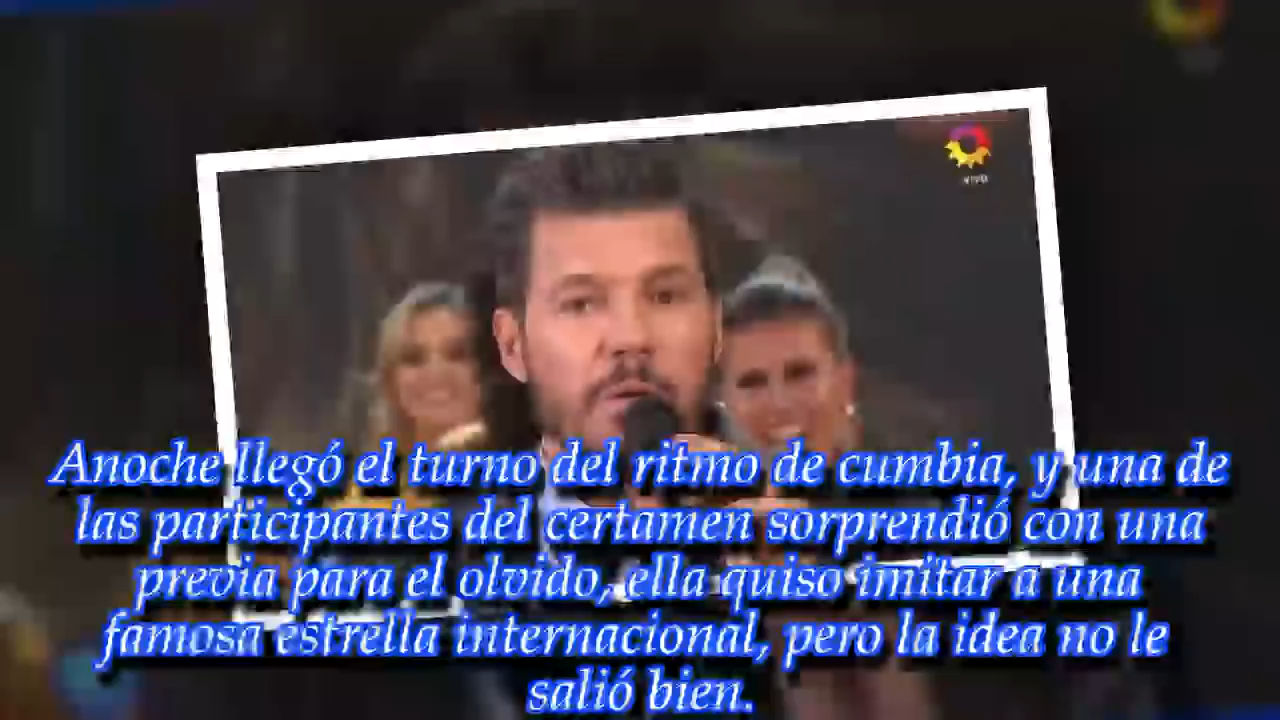 VIVO
Anoche llegó el turno del ritmo de cumbia, y una de
las participantes del certamen sorprendió con una
previa para el olvido, ella quiso imitar a una
famosa estrella internacional, pero la idea no le
salió bien.